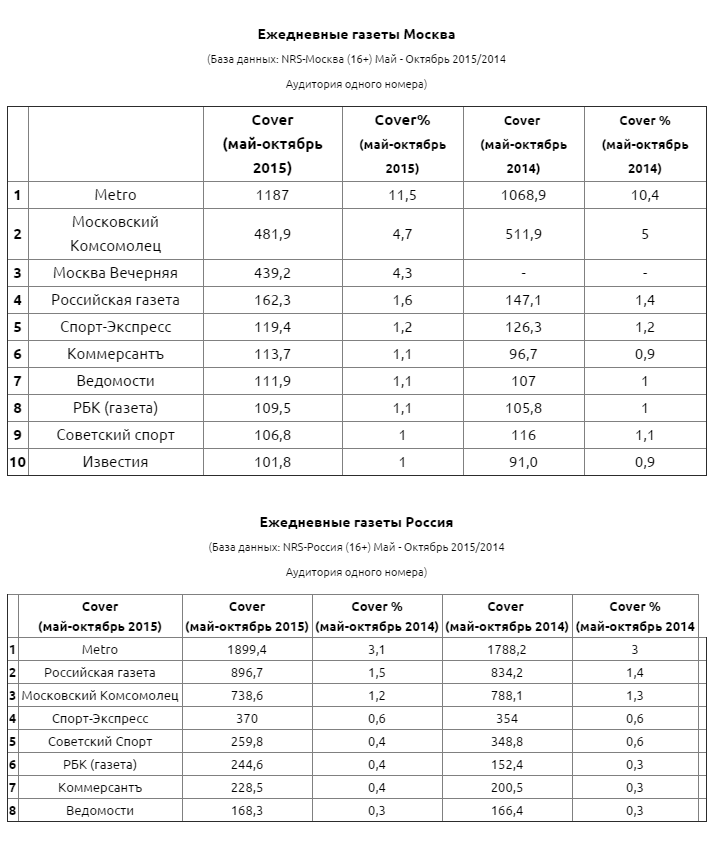 Ежедневные газеты Москва
(База данных: NRS-Москва (16+) Май - Октябрь 2015/2014
Аудитория одного номера)
Cover (май-октябрь 2015) Cover% (май-октябрь 2015) Cover (май-октябрь 2014) Cover % (май-октябрь 2014)
1 Metro 1187 11,5 1068,9 10,4
2 Московский Комсомолец 481,9 4,7 511,9 5
3 Москва Вечерняя 439,2 4,3 - -
4 Российская газета 162,3 1,6 147,1 1,4
5 Спорт-Экспресс 119,4 1,2 126,3 1,2
6 Коммерсантъ 113,7 1,1 96,7 0,9
7 Ведомости 111,9 1,1 107 1
8 РБК (газета) 109,5 1,1 105,8 1
9 Советский спорт 106,8 1 116 1,1
10 Известия 101,8 1 91,0 0,9
Ежедневные газеты Россия
(База данных: NRS-Россия (16+) Май - Октябрь 2015/2014
Аудитория одного номера)
Cover Cover Cover % Cover Cover %
(май-октябрь 2015) (май-октябрь 2015) (май-октябрь 2014) (май-октябрь 2014) (май-октябрь 2014
1 Metro 1899,4 3,1 1788,2 3
2 Российская газета 896,7 1,5 834,2 1,4
3 Московский Комсомолец 738,6 1,2 788,1 1,3
4 Спорт-Экспресс 370 0,6 354 0,6
5 Советский Спорт 259,8 0,4 348,8 0,6
6 РБК (газета) 244,6 0,4 152,4 0,3
7 Коммерсантъ 228,5 0,4 200,5 0,3
8 Ведомости 168,3 0,3 166,4 0,3